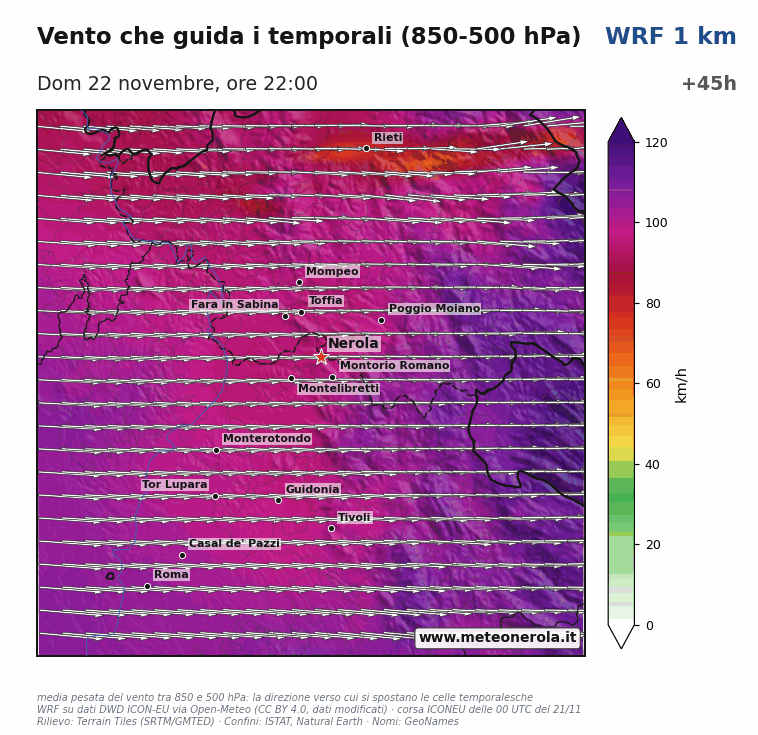 Vento che guida i temporali (850-500 hPa) WRF 1 km
Dom 22 novembre, ore 22:00 +45h
Rieti
Mompeo
Fara in Sabina
Toffia
Poggio Moiano
Nerola
Montorio Romano
Montelibretti
Monterotondo
Tor Lupara
Guidonia
Tivoli
Casal de' Pazzi
Roma
www.meteonerola.it
120
100
80
60
40
20
0
km/h
media pesata del vento tra 850 e 500 hPa: la direzione verso cui si spostano le celle temporalesche
WRF su dati DWD ICON-EU via Open-Meteo (CC BY 4.0, dati modificati) · corsa ICONEU delle 00 UTC del 21/11
Rilievo: Terrain Tiles (SRTM/GMTED) · Confini: ISTAT, Natural Earth · Nomi: GeoNames